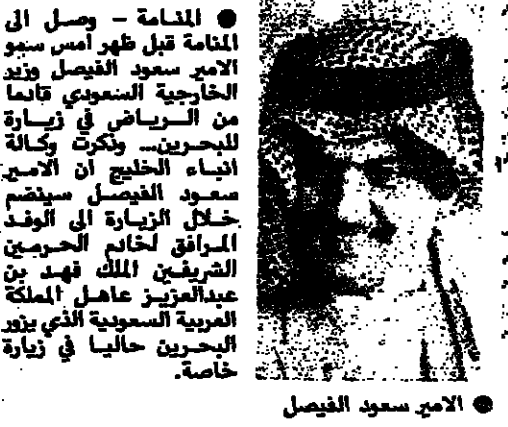 ● المنامة – وصل الى
المنامة قبل ظهر امس سمو
الامير سعود الفيصل وزير
الخارجية السعودي قادما
من الرياض في زيارة
للبحرين... وذكرت وكالة
انباء الخليج ان الامير
سعود الفيصل سينضم
خلال الزيارة الى الوفد
المرافق لخادم الحرمين
الشريفين الملك فهد بن
عبدالعزيز عاهل المملكة
العربية السعودية الذي يزور
البحرين حاليا في زيارة
خاصة.
● الامير سعود الفيصل